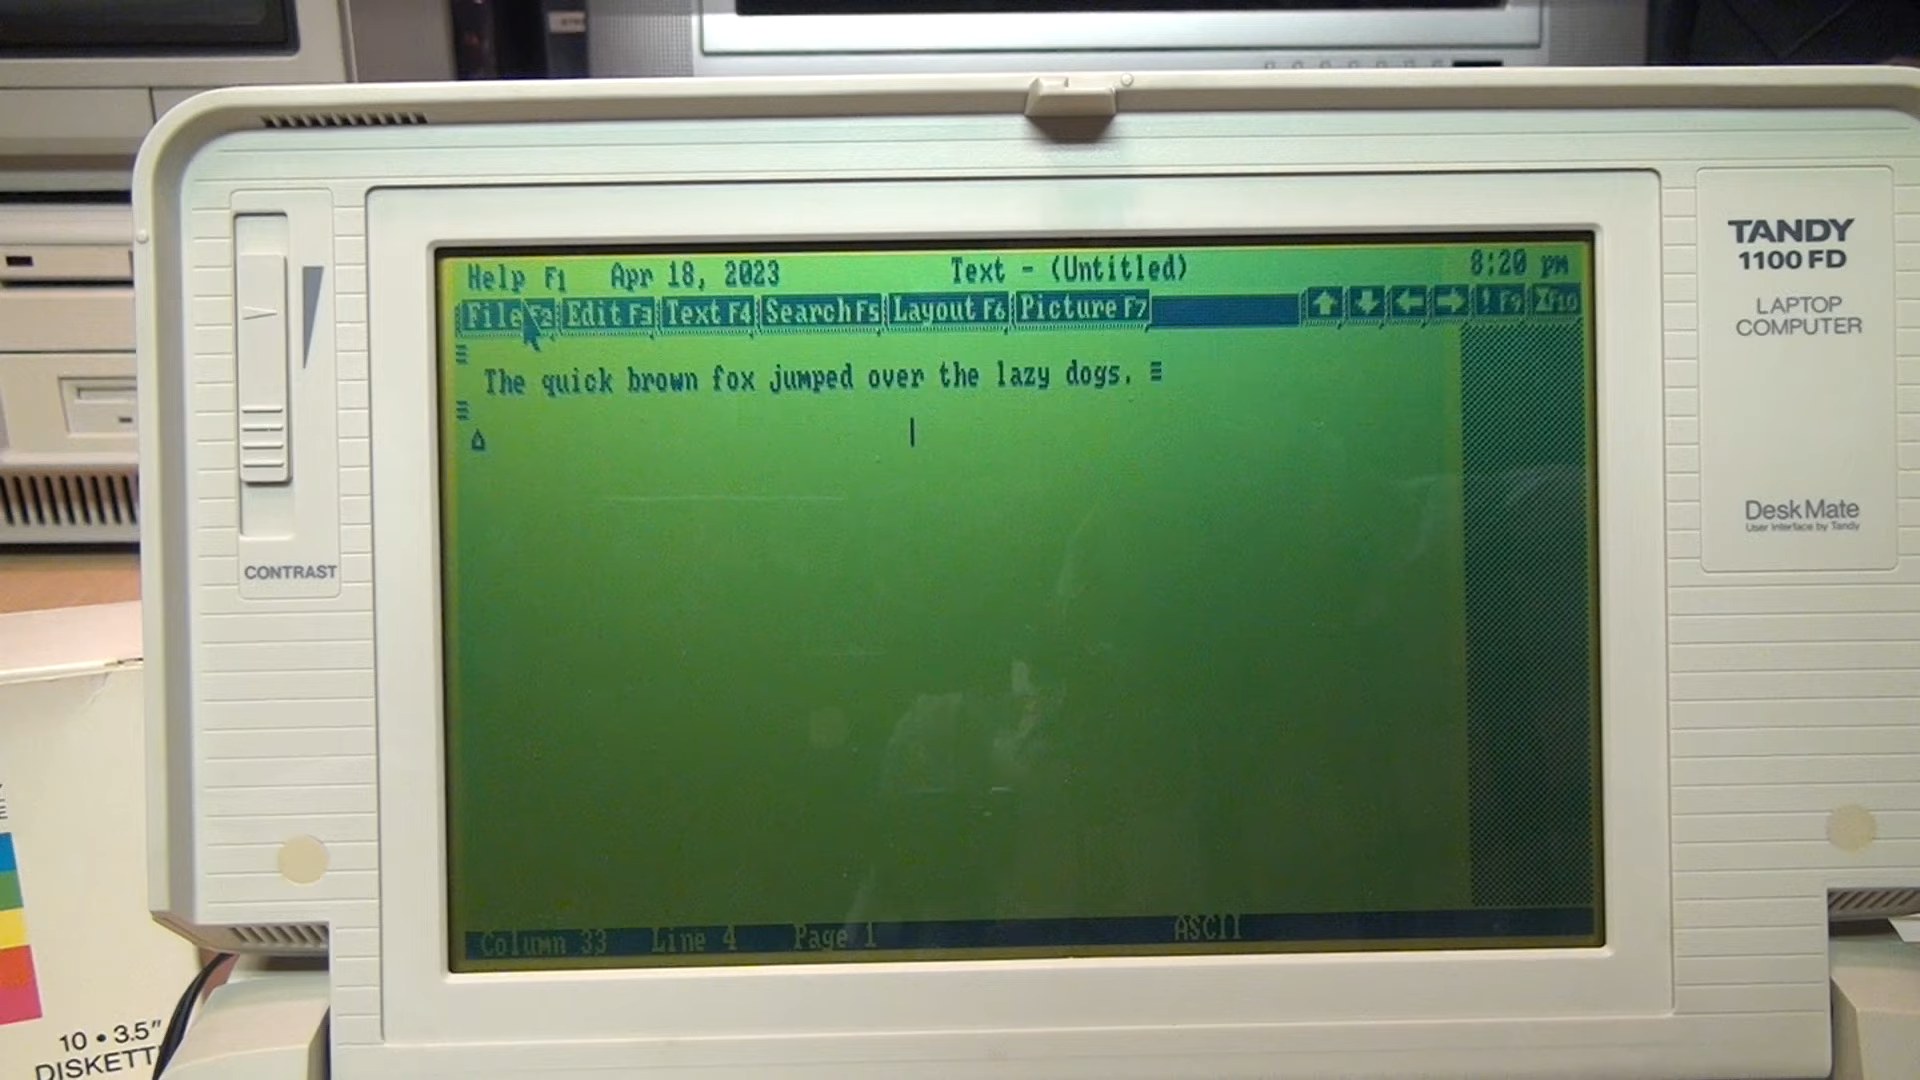 Help F1 Apr 18, 2023 Text - (Untitled) 8:20 pm
File F2 Edit F3 Text F4 Search F5 Layout F6 Picture F7 ! F9 F10
The quick brown fox jumped over the lazy dogs.
Column 33 Line 4 Page 1 ASCII
TANDY
1100 FD
LAPTOP
COMPUTER
DeskMate
User Interface by Tandy
CONTRAST
10 • 3.5"
DISKETT